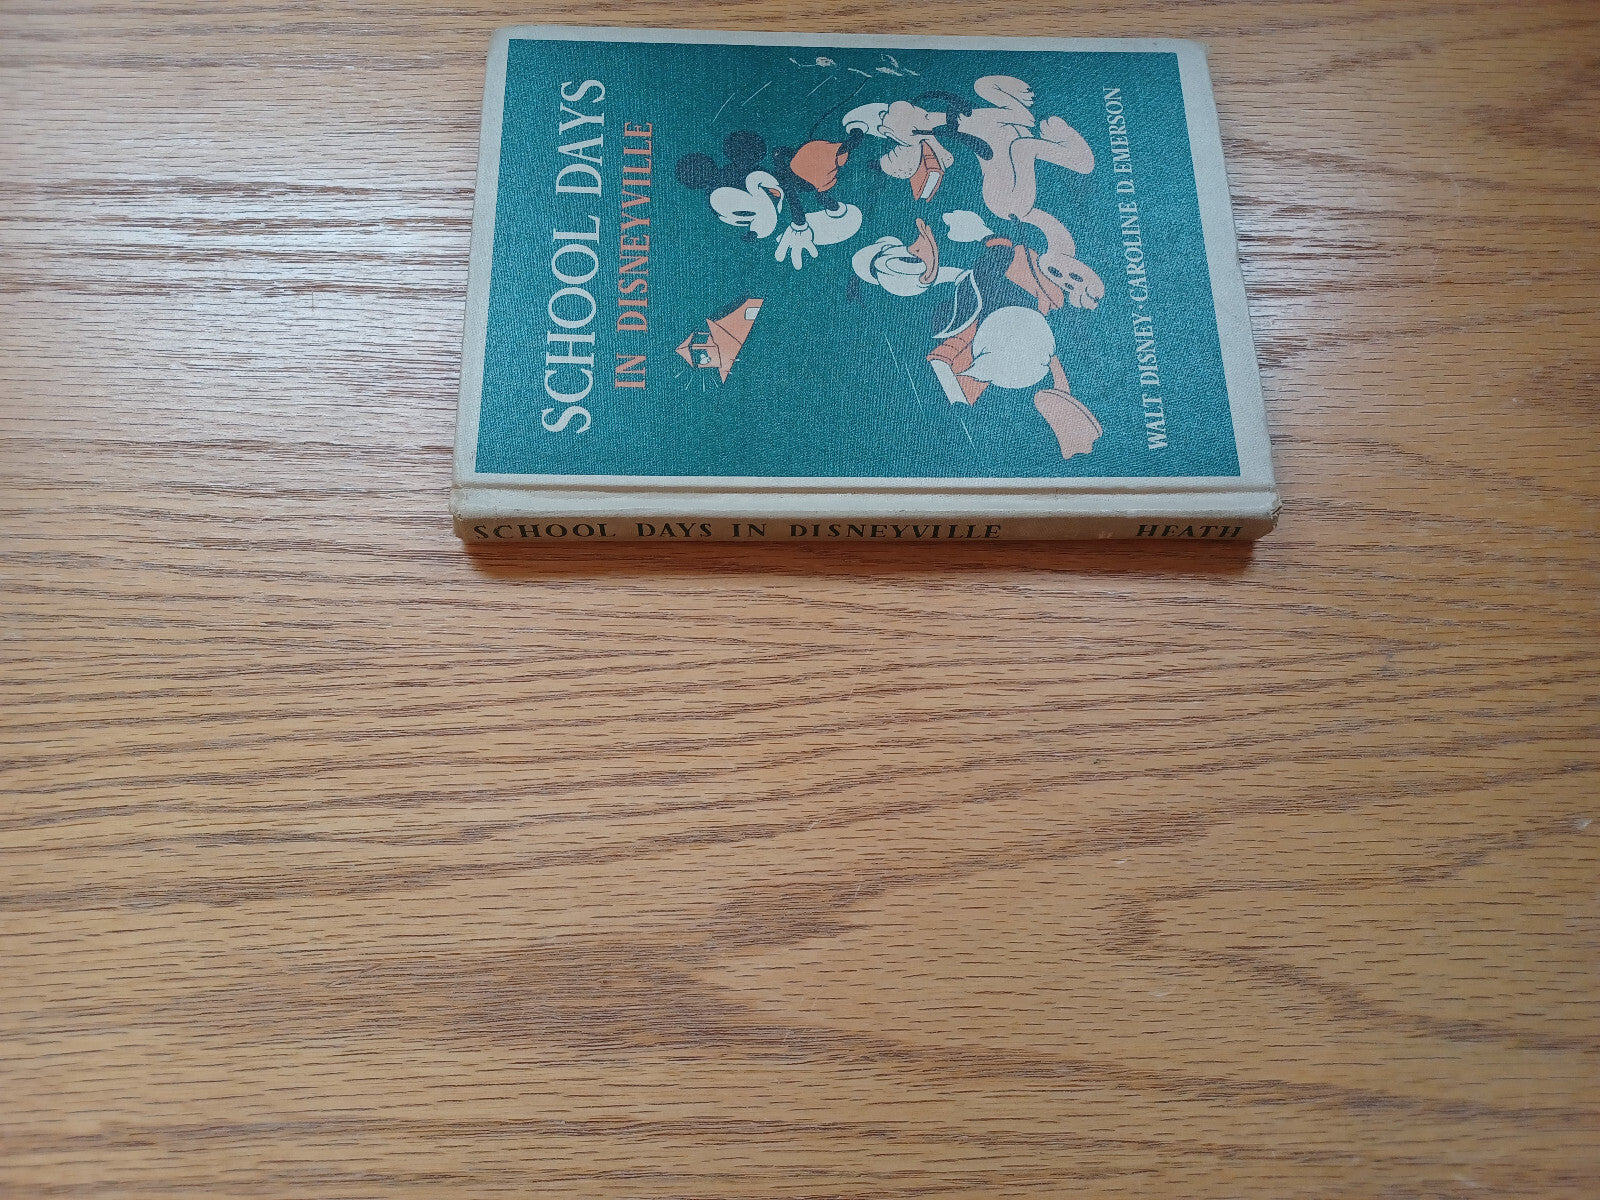 SCHOOL DAYS
IN DISNEYVILLE
WALT DISNEY-CAROLINE D EMERSON
SCHOOL DAYS IN DISNEYVILLE HEATH